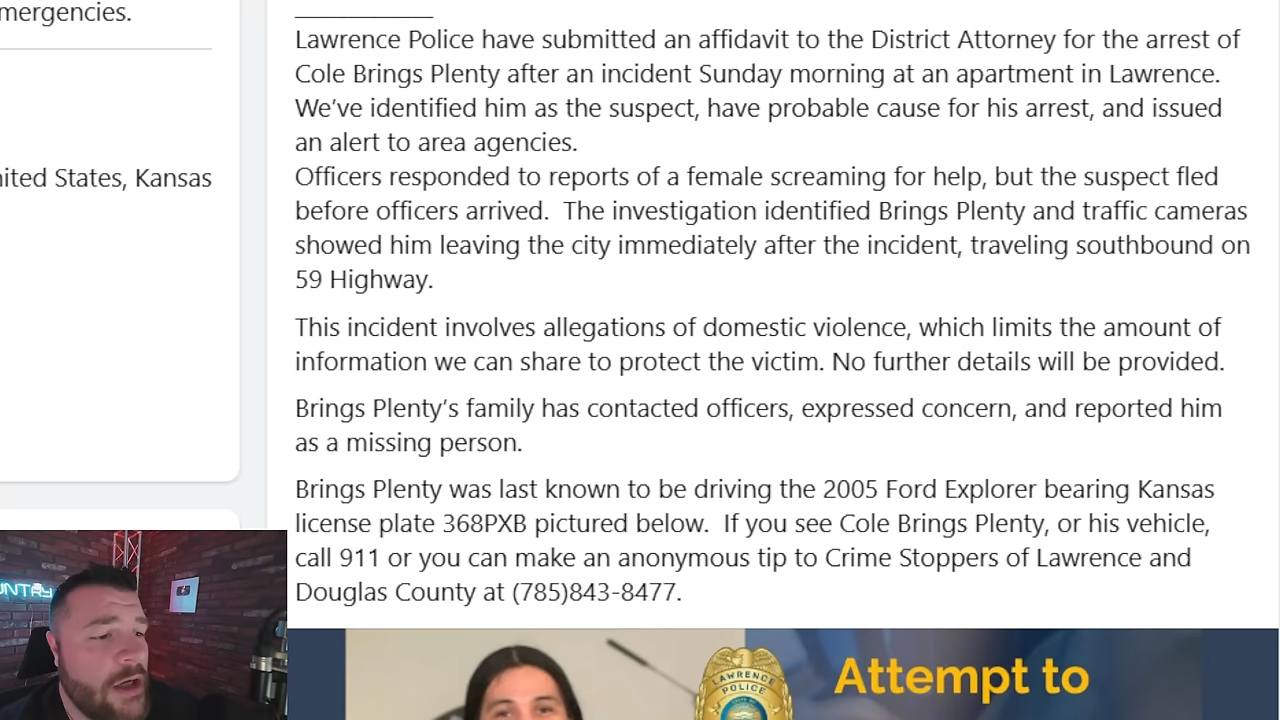 mergencies.
Lawrence Police have submitted an affidavit to the District Attorney for the arrest of
Cole Brings Plenty after an incident Sunday morning at an apartment in Lawrence.
We've identified him as the suspect, have probable cause for his arrest, and issued
an alert to area agencies.
nited States, Kansas
Officers responded to reports of a female screaming for help, but the suspect fled
before officers arrived.  The investigation identified Brings Plenty and traffic cameras
showed him leaving the city immediately after the incident, traveling southbound on
59 Highway.
This incident involves allegations of domestic violence, which limits the amount of
information we can share to protect the victim. No further details will be provided.
Brings Plenty's family has contacted officers, expressed concern, and reported him
as a missing person.
Brings Plenty was last known to be driving the 2005 Ford Explorer bearing Kansas
license plate 368PXB pictured below.  If you see Cole Brings Plenty, or his vehicle,
call 911 or you can make an anonymous tip to Crime Stoppers of Lawrence and
Douglas County at (785)843-8477.
UNTRY
LAWRENCE
POLICE
Attempt to